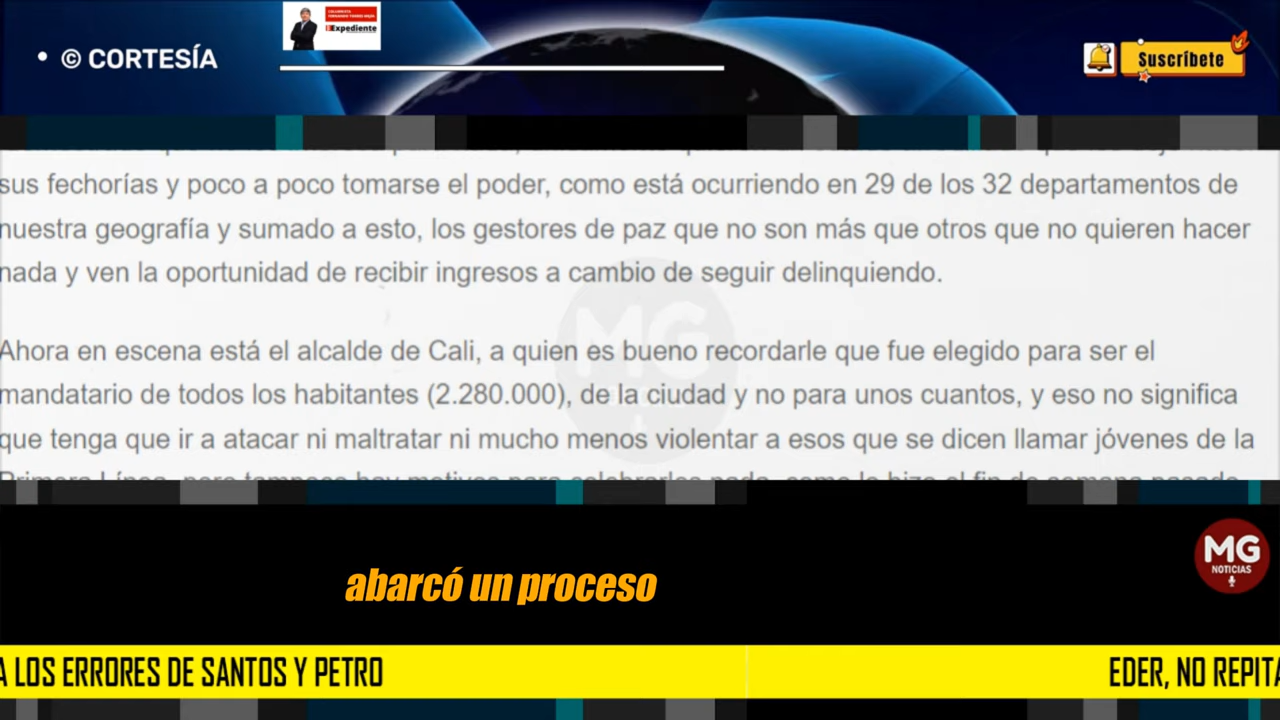 • © CORTESÍA
Expediente
Suscríbete
sus fechorías y poco a poco tomarse el poder, como está ocurriendo en 29 de los 32 departamentos de
nuestra geografía y sumado a esto, los gestores de paz que no son más que otros que no quieren hacer
nada y ven la oportunidad de recibir ingresos a cambio de seguir delinquiendo.
MG
Ahora en escena está el alcalde de Cali, a quien es bueno recordarle que fue elegido para ser el
mandatario de todos los habitantes (2.280.000), de la ciudad y no para unos cuantos, y eso no significa
que tenga que ir a atacar ni maltratar ni mucho menos violentar a esos que se dicen llamar jóvenes de la
MG
NOTICIAS
abarcó un proceso
A LOS ERRORES DE SANTOS Y PETRO
EDER, NO REPITA